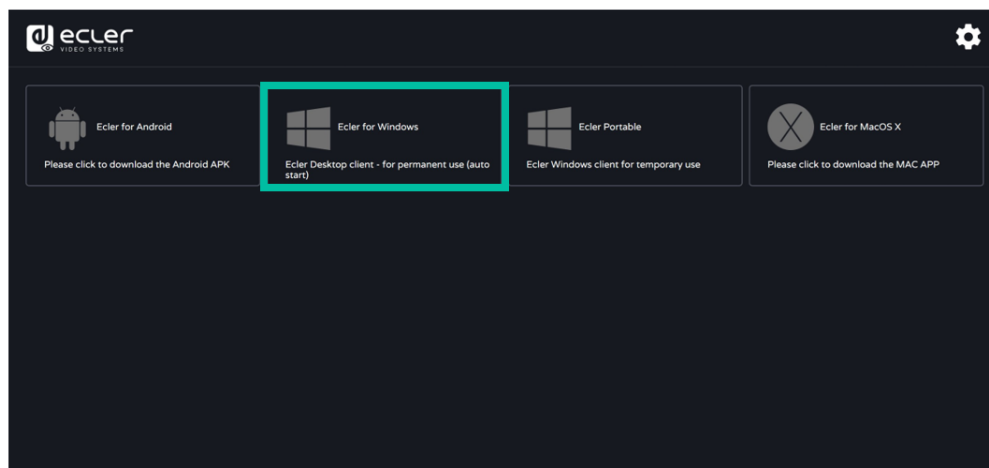 ecler
VIDEO SYSTEMS
Ecler for Android
Please click to download the Android APK
Ecler for Windows
Ecler Desktop client - for permanent use (auto
start)
Ecler Portable
Ecler Windows client for temporary use
Ecler for MacOS X
Please click to download the MAC APP